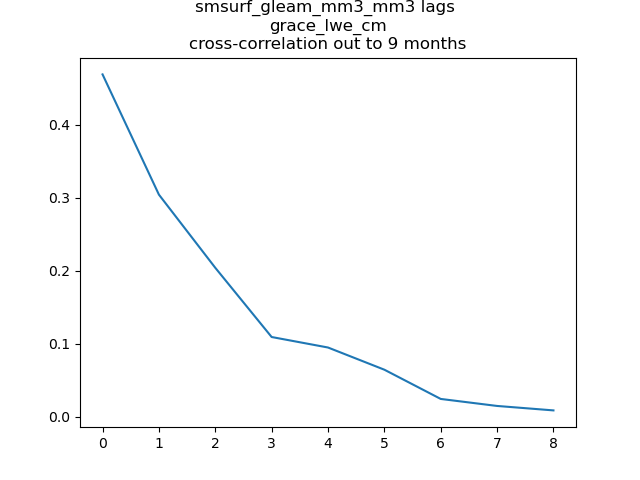 smsurf_gleam_mm3_mm3 lags
grace_lwe_cm
cross-correlation out to 9 months
0.4
0.3
0.2
0.1
0.0
0 1 2 3 4 5 6 7 8